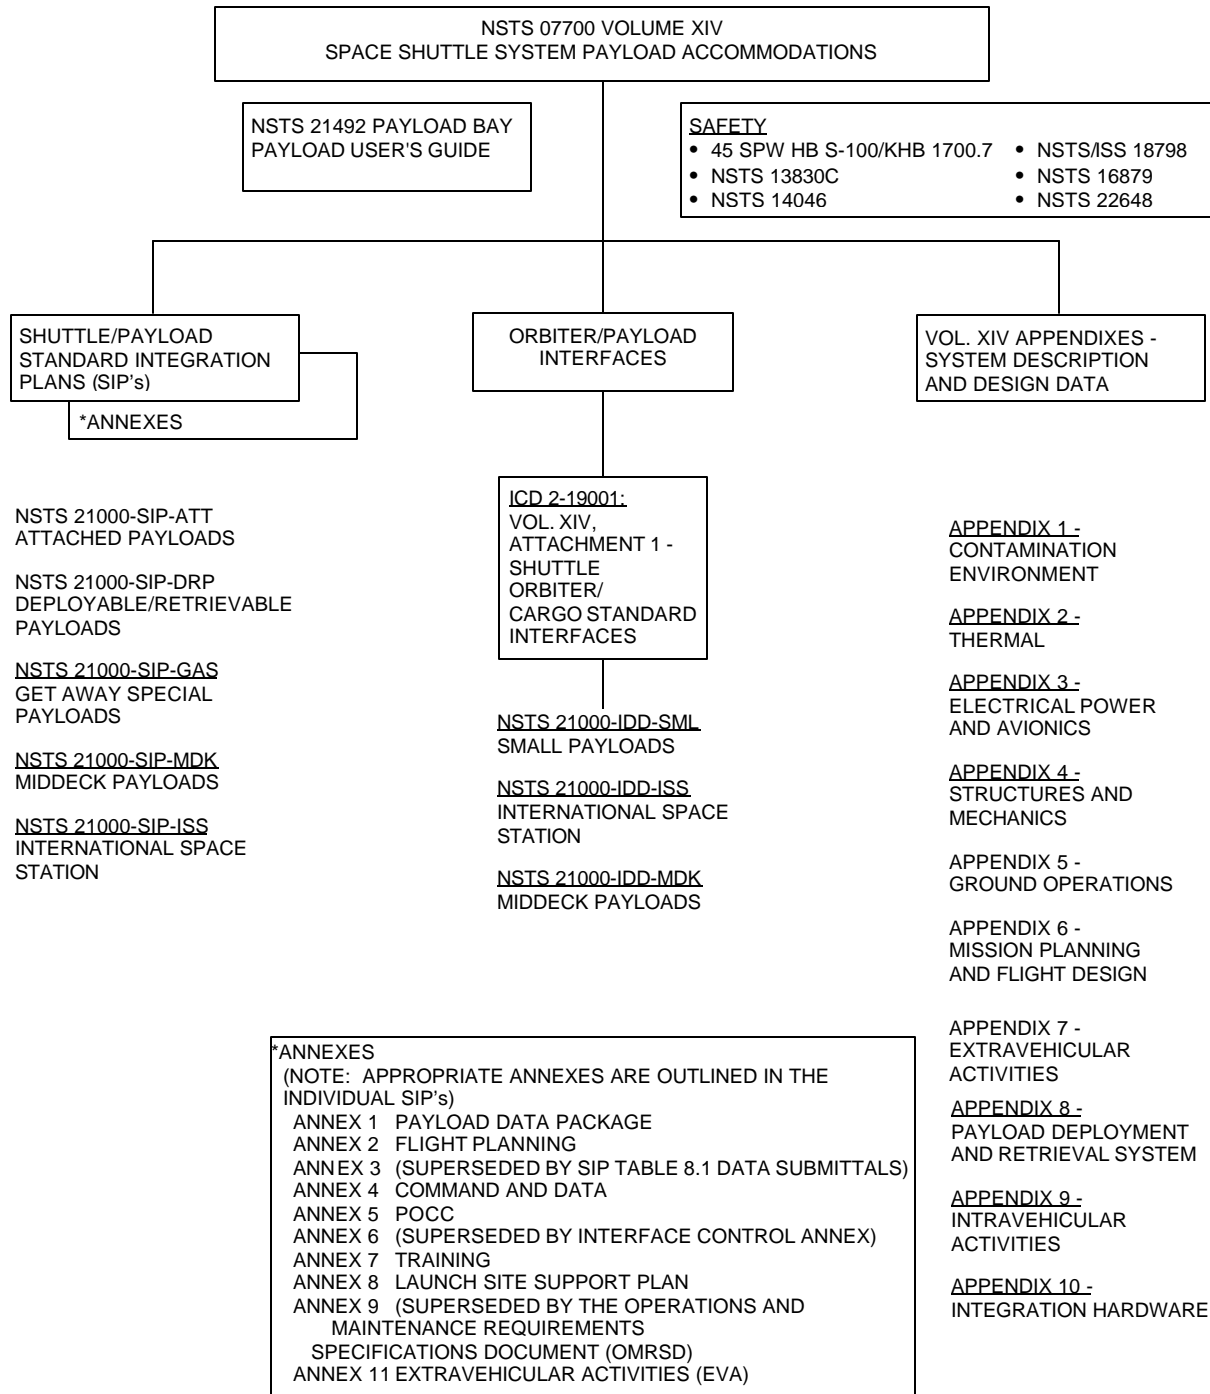 NSTS 07700 VOLUME XIV
SPACE SHUTTLE SYSTEM PAYLOAD ACCOMMODATIONS
NSTS 21492 PAYLOAD BAY
PAYLOAD USER'S GUIDE
SAFETY
• 45 SPW HB S-100/KHB 1700.7
• NSTS 13830C
• NSTS 14046
• NSTS/ISS 18798
• NSTS 16879
• NSTS 22648
SHUTTLE/PAYLOAD
STANDARD INTEGRATION
PLANS (SIP's)
*ANNEXES
NSTS 21000-SIP-ATT
ATTACHED PAYLOADS
NSTS 21000-SIP-DRP
DEPLOYABLE/RETRIEVABLE
PAYLOADS
NSTS 21000-SIP-GAS
GET AWAY SPECIAL
PAYLOADS
NSTS 21000-SIP-MDK
MIDDECK PAYLOADS
NSTS 21000-SIP-ISS
INTERNATIONAL SPACE
STATION
ORBITER/PAYLOAD
INTERFACES
ICD 2-19001:
VOL. XIV,
ATTACHMENT 1 -
SHUTTLE
ORBITER/
CARGO STANDARD
INTERFACES
NSTS 21000-IDD-SML
SMALL PAYLOADS
NSTS 21000-IDD-ISS
INTERNATIONAL SPACE
STATION
NSTS 21000-IDD-MDK
MIDDECK PAYLOADS
VOL. XIV APPENDIXES -
SYSTEM DESCRIPTION
AND DESIGN DATA
APPENDIX 1 -
CONTAMINATION
ENVIRONMENT
APPENDIX 2 -
THERMAL
APPENDIX 3 -
ELECTRICAL POWER
AND AVIONICS
APPENDIX 4 -
STRUCTURES AND
MECHANICS
APPENDIX 5 -
GROUND OPERATIONS
APPENDIX 6 -
MISSION PLANNING
AND FLIGHT DESIGN
APPENDIX 7 -
EXTRAVEHICULAR
ACTIVITIES
APPENDIX 8 -
PAYLOAD DEPLOYMENT
AND RETRIEVAL SYSTEM
APPENDIX 9 -
INTRAVEHICULAR
ACTIVITIES
APPENDIX 10 -
INTEGRATION HARDWARE
*ANNEXES
(NOTE: APPROPRIATE ANNEXES ARE OUTLINED IN THE
INDIVIDUAL SIP's)
ANNEX 1 PAYLOAD DATA PACKAGE
ANNEX 2 FLIGHT PLANNING
ANNEX 3 (SUPERSEDED BY SIP TABLE 8.1 DATA SUBMITTALS)
ANNEX 4 COMMAND AND DATA
ANNEX 5 POCC
ANNEX 6 (SUPERSEDED BY INTERFACE CONTROL ANNEX)
ANNEX 7 TRAINING
ANNEX 8 LAUNCH SITE SUPPORT PLAN
ANNEX 9 (SUPERSEDED BY THE OPERATIONS AND
MAINTENANCE REQUIREMENTS
SPECIFICATIONS DOCUMENT (OMRSD)
ANNEX 11 EXTRAVEHICULAR ACTIVITIES (EVA)